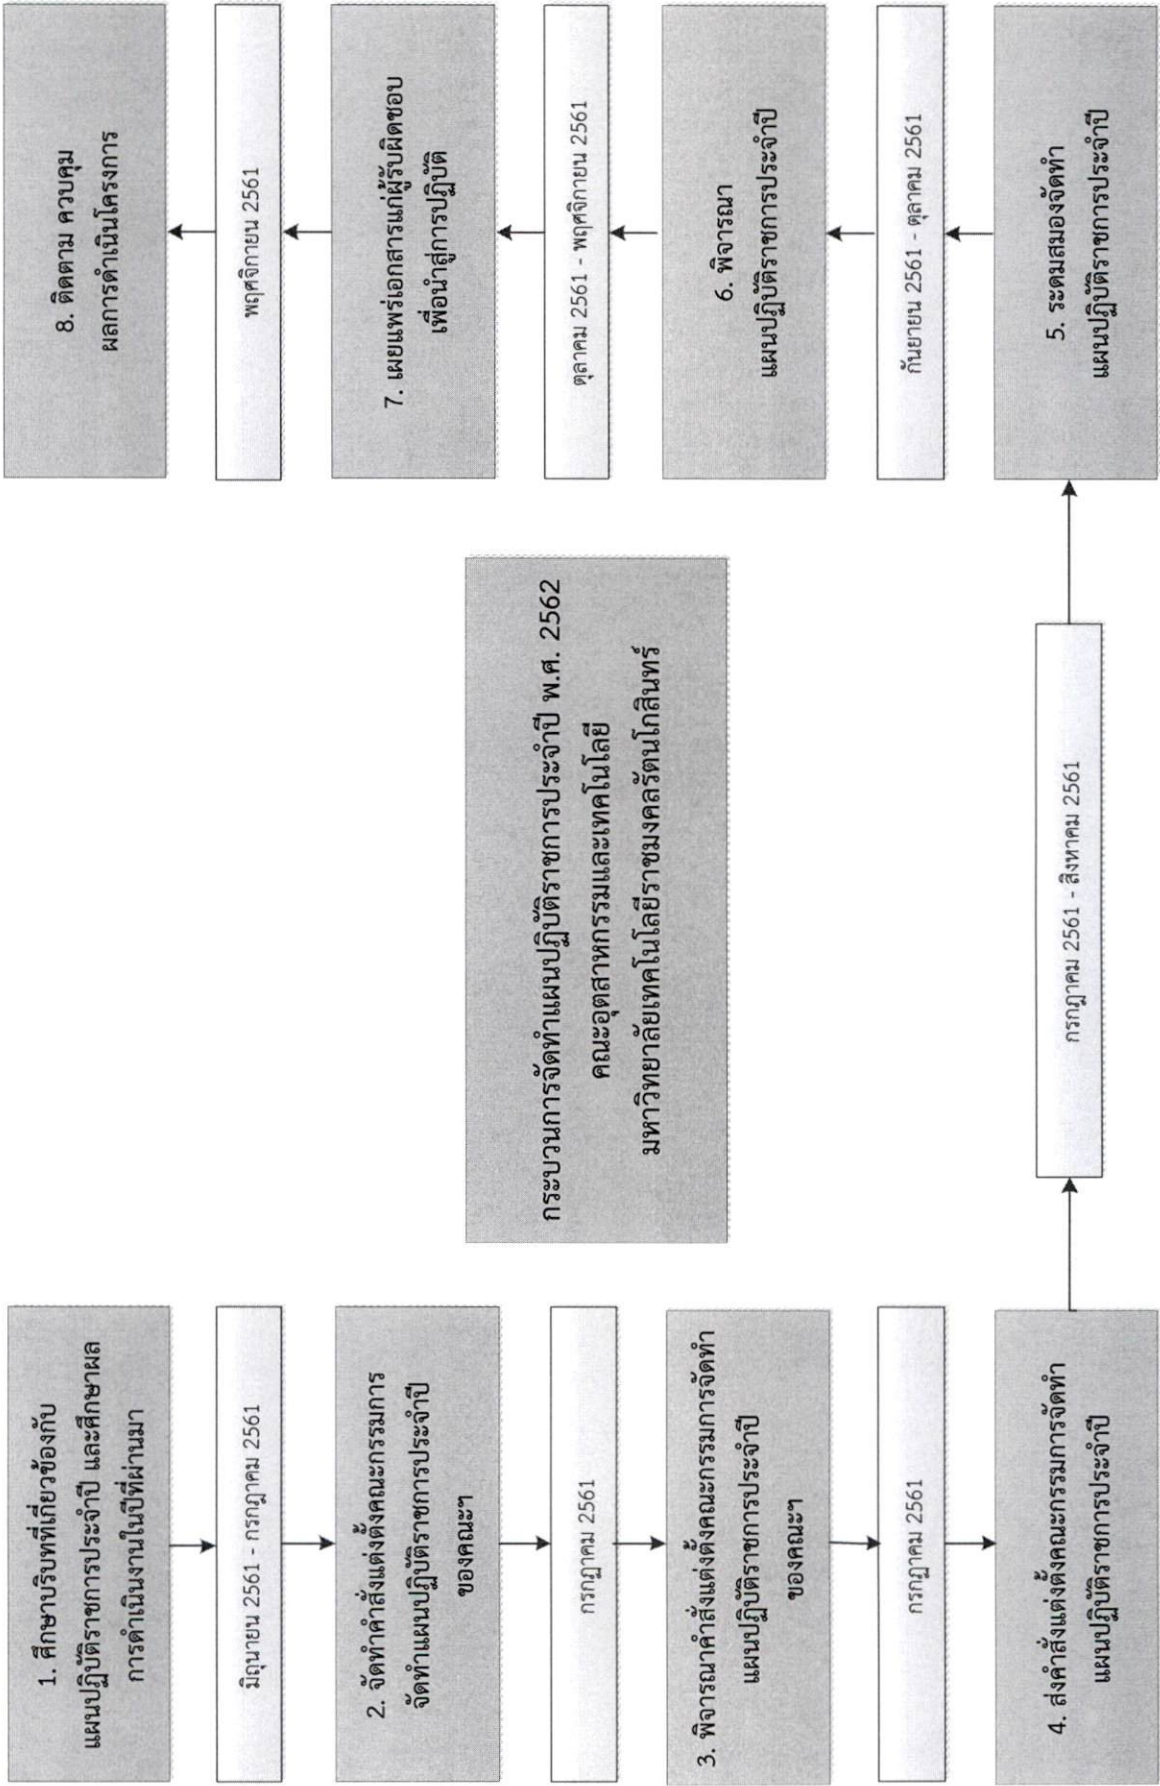 1. ศึกษาบริบทที่เกี่ยวข้องกับ
แผนปฏิบัติราชการประจำปี และศึกษาผล
การดำเนินงานในปีที่ผ่านมา
มิถุนายน 2561 - กรกฎาคม 2561
2. จัดทำคำสั่งแต่งตั้งคณะกรรมการ
จัดทำแผนปฏิบัติราชการประจำปี
ของคณะฯ
กรกฎาคม 2561
3. พิจารณาคำสั่งแต่งตั้งคณะกรรมการจัดทำ
แผนปฏิบัติราชการประจำปี
ของคณะฯ
กรกฎาคม 2561
4. ส่งคำสั่งแต่งตั้งคณะกรรมการจัดทำ
แผนปฏิบัติราชการประจำปี
กรกฎาคม 2561 - สิงหาคม 2561
กระบวนการจัดทำแผนปฏิบัติราชการประจำปี พ.ศ. 2562
คณะอุตสาหกรรมและเทคโนโลยี
มหาวิทยาลัยเทคโนโลยีราชมงคลรัตนโกสินทร์
5. ระดมสมองจัดทำ
แผนปฏิบัติราชการประจำปี
กันยายน 2561 - ตุลาคม 2561
6. พิจารณา
แผนปฏิบัติราชการประจำปี
ตุลาคม 2561 - พฤศจิกายน 2561
7. เผยแพร่เอกสารแก่ผู้รับผิดชอบ
เพื่อนำสู่การปฏิบัติ
พฤศจิกายน 2561
8. ติดตาม ควบคุม
ผลการดำเนินโครงการ